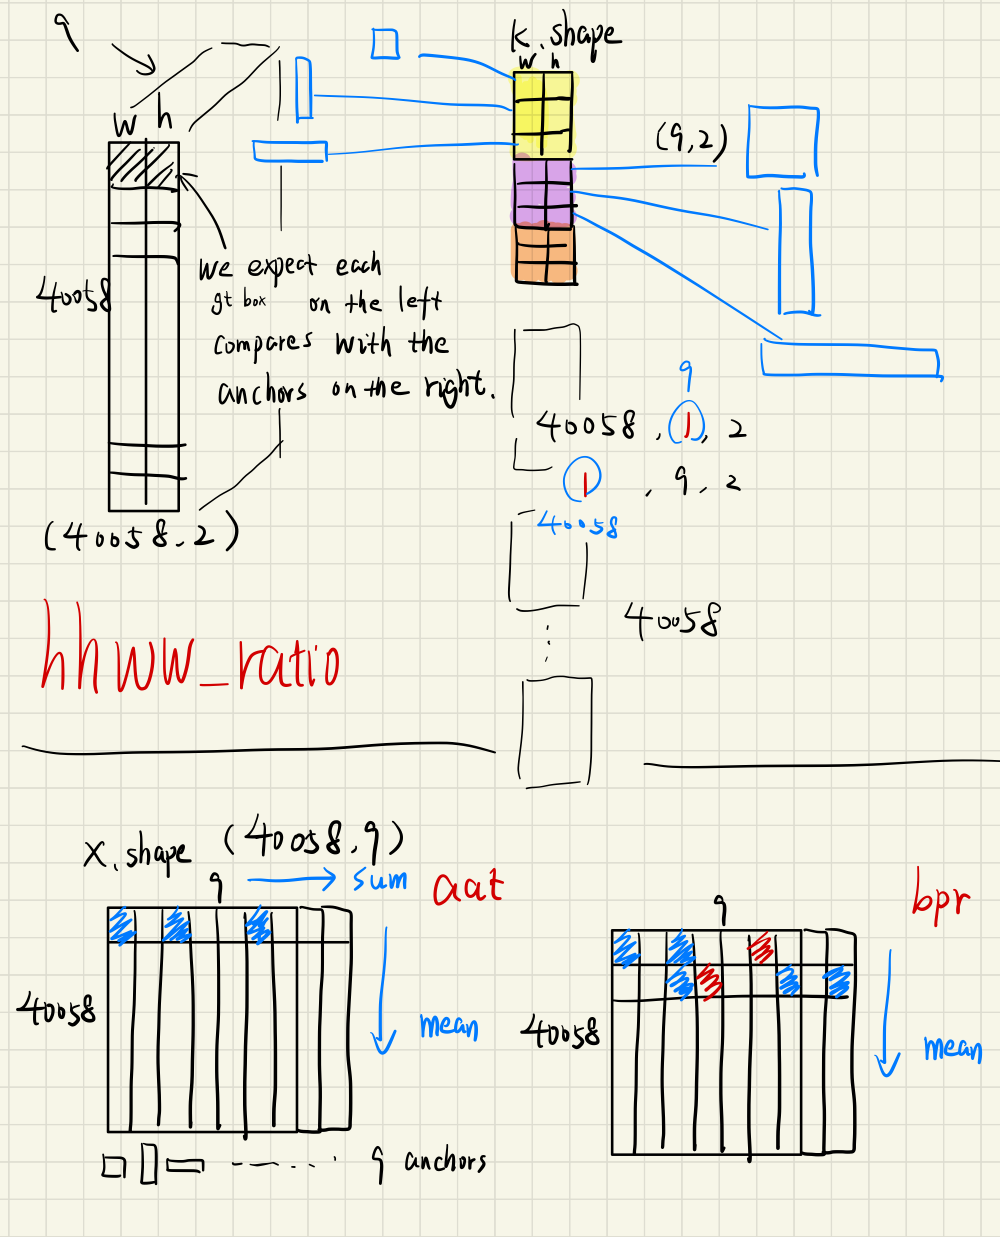 9
w h
40058
(40058, 2)
we expect each
gt box on the left
compares with the
anchors on the right.
k.shape
w h
(9,2)
9
40058, 1, 2
1, 9, 2
40058
40058
hhww_ratio
x.shape (40058, 9)
9 sum aat
40058
mean
9 anchors
bpr
9
40058
mean